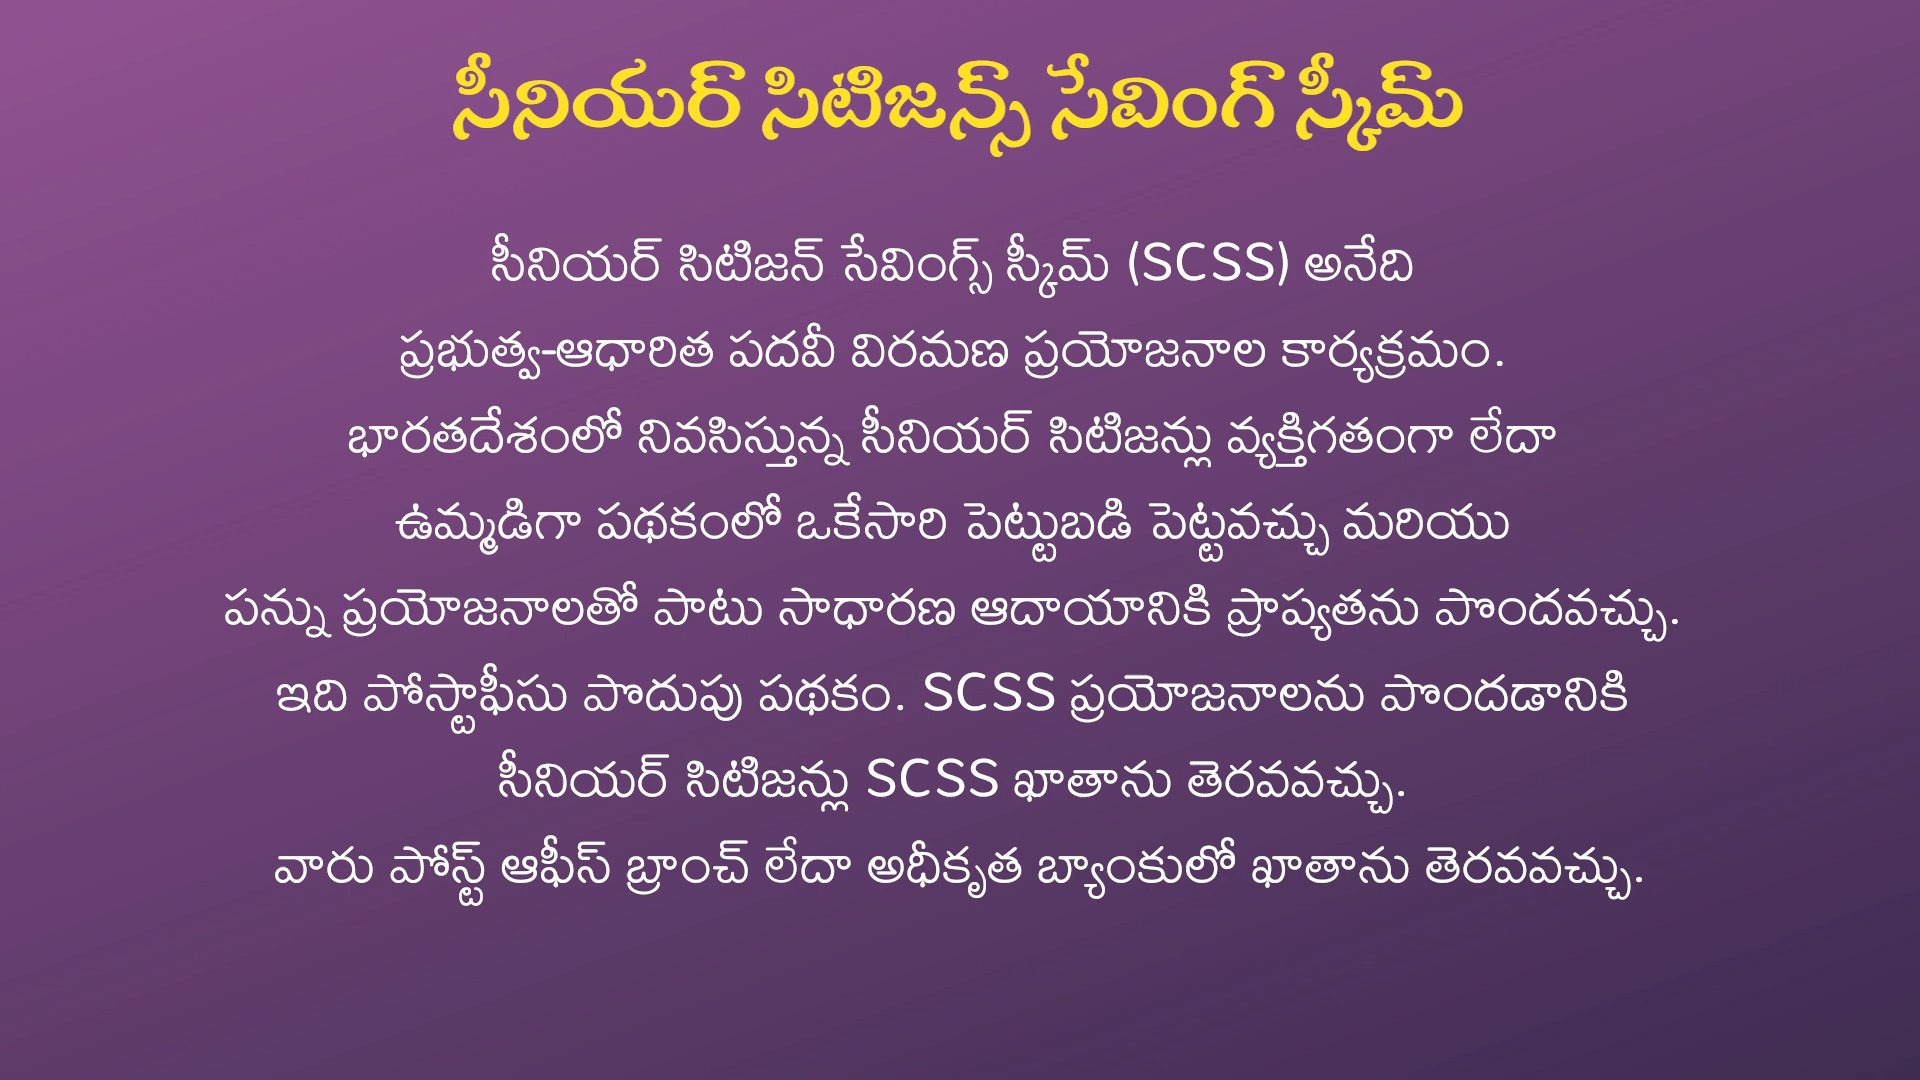 సీనియర్ సిటిజన్స్ సేవింగ్ స్కీమ్
సీనియర్ సిటిజన్ సేవింగ్స్ స్కీమ్ (SCSS) అనేది
ప్రభుత్వ-ఆధారిత పదవీ విరమణ ప్రయోజనాల కార్యక్రమం.
భారతదేశంలో నివసిస్తున్న సీనియర్ సిటిజన్లు వ్యక్తిగతంగా లేదా
ఉమ్మడిగా పథకంలో ఒకేసారి పెట్టుబడి పెట్టవచ్చు మరియు
పన్ను ప్రయోజనాలతో పాటు సాధారణ ఆదాయానికి ప్రాప్యతను పొందవచ్చు.
ఇది పోస్టాఫీసు పొదుపు పథకం. SCSS ప్రయోజనాలను పొందడానికి
సీనియర్ సిటిజన్లు SCSS ఖాతాను తెరవవచ్చు.
వారు పోస్ట్ ఆఫీస్ బ్రాంచ్ లేదా అధీకృత బ్యాంకులో ఖాతాను తెరవవచ్చు.